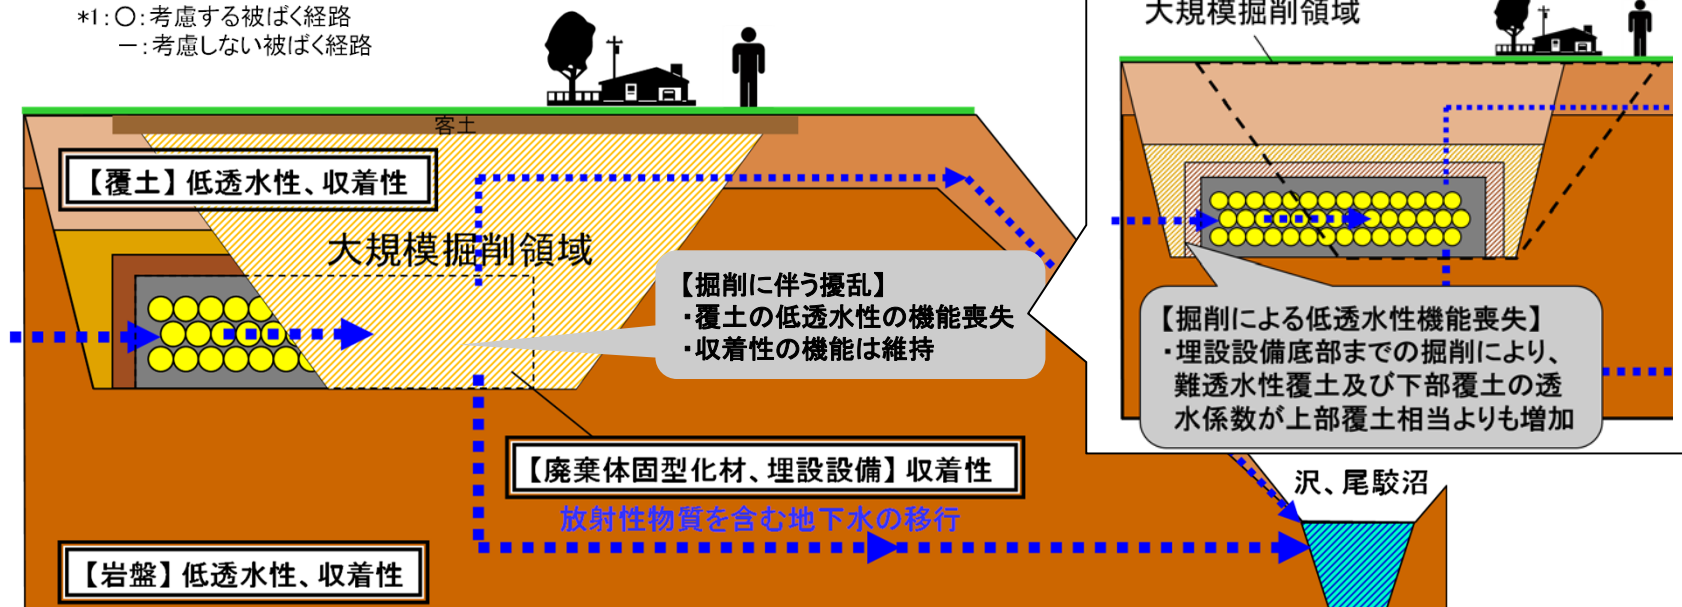 *1:○:考慮する被ばく経路
－:考慮しない被ばく経路
客土
【覆土】低透水性、収着性
大規模掘削領域
【掘削に伴う擾乱】
・覆土の低透水性の機能喪失
・収着性の機能は維持
【廃棄体固型化材、埋設設備】収着性
放射性物質を含む地下水の移行
【岩盤】低透水性、収着性
大規模掘削領域
【掘削による低透水性機能喪失】
・埋設設備底部までの掘削により、
難透水性覆土及び下部覆土の透
水係数が上部覆土相当よりも増加
沢、尾駮沼